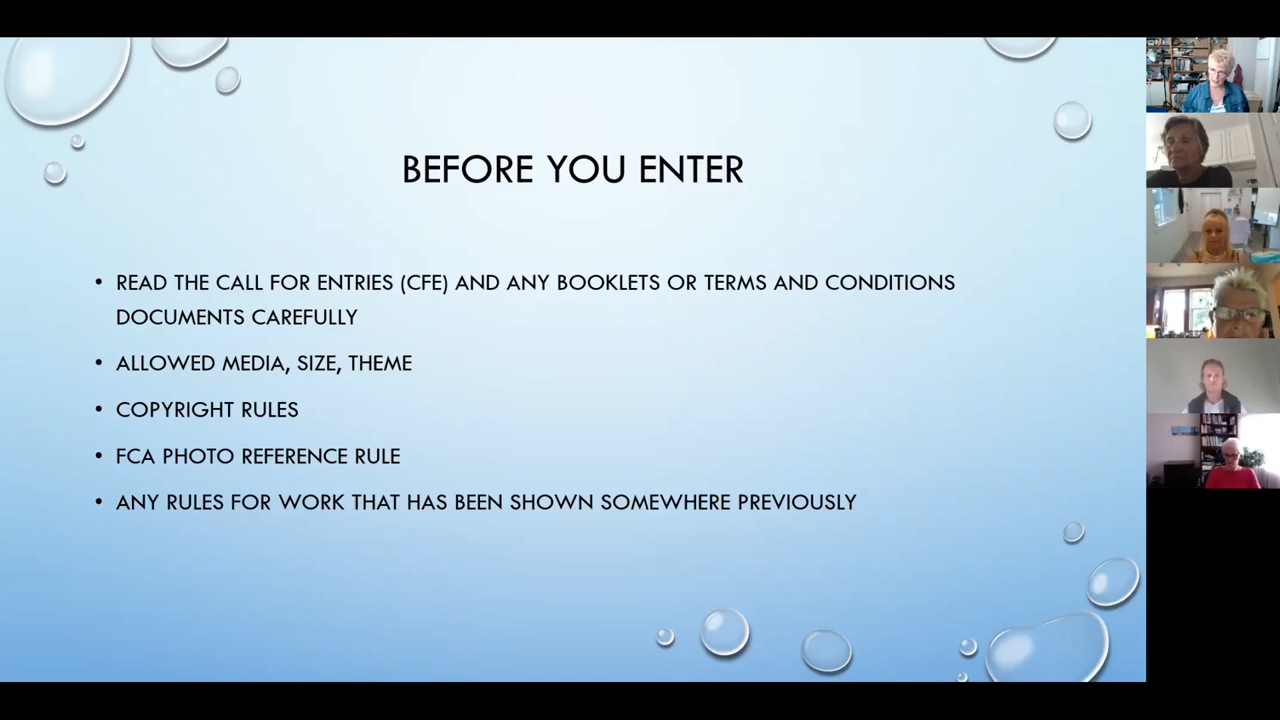 BEFORE YOU ENTER
• READ THE CALL FOR ENTRIES (CFE) AND ANY BOOKLETS OR TERMS AND CONDITIONS
DOCUMENTS CAREFULLY
• ALLOWED MEDIA, SIZE, THEME
• COPYRIGHT RULES
• FCA PHOTO REFERENCE RULE
• ANY RULES FOR WORK THAT HAS BEEN SHOWN SOMEWHERE PREVIOUSLY